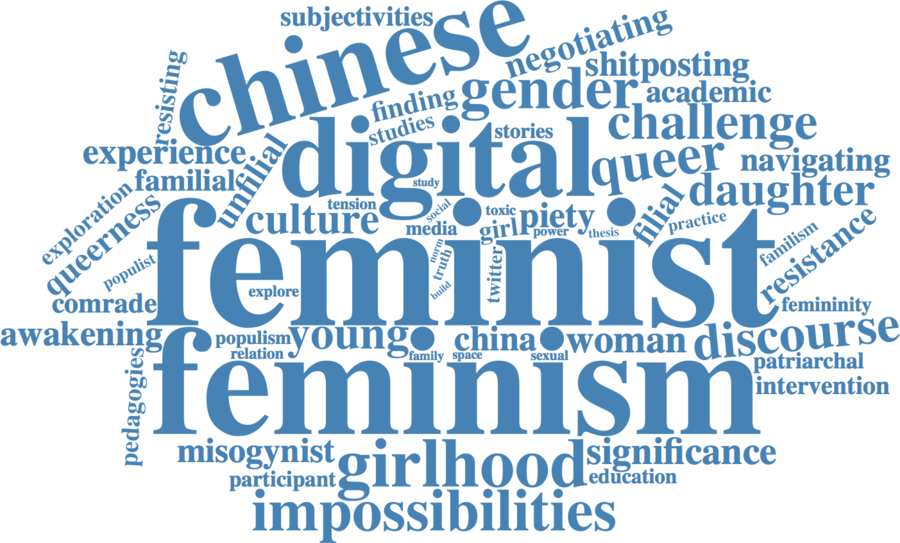 subjectivities
chinese
negotiating
resisting
finding
gender
shitposting
academic
studies
stories
challenge
experience
unfilial
digital
queer
navigating
familial
study
daughter
exploration
queerness
culture
tension
social
media
toxic
girl
piety
power
thesis
filial
practice
populist
feminist
norm
truth
build
twitter
familism
resistance
explore
comrade
femininity
awakening
populism
relation
young
family
china
space
sexual
woman
discourse
patriarchal
pedagogies
feminism
intervention
misogynist
participant
girlhood
significance
education
impossibilities